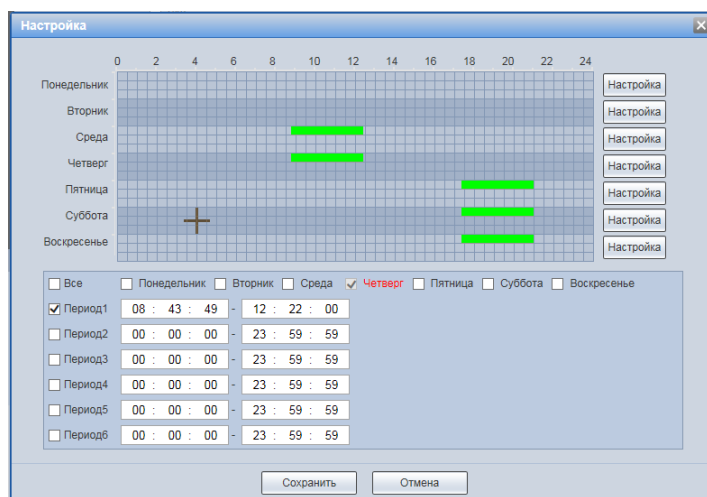 Настройка
0 2 4 6 8 10 12 14 16 18 20 22 24
Понедельник Настройка
Вторник Настройка
Среда Настройка
Четверг Настройка
Пятница Настройка
Суббота Настройка
Воскресенье Настройка
Все Понедельник Вторник Среда Четверг Пятница Суббота Воскресенье
Период1 08 : 43 : 49 - 12 : 22 : 00
Период2 00 : 00 : 00 - 23 : 59 : 59
Период3 00 : 00 : 00 - 23 : 59 : 59
Период4 00 : 00 : 00 - 23 : 59 : 59
Период5 00 : 00 : 00 - 23 : 59 : 59
Период6 00 : 00 : 00 - 23 : 59 : 59
Сохранить Отмена